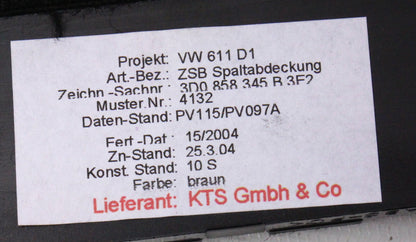 Projekt: VW 611 D1
Art.-Bez.: ZSB Spaltabdeckung
Zeichn.-Sachnr.: 3D0 858 345 B 3E2
Muster.Nr.: 4132
Daten-Stand: PV115/PV097A
Fert.-Dat.: 15/2004
Zn-Stand: 25.3.04
Konst. Stand: 10 S
Farbe: braun
Lieferant: KTS Gmbh & Co